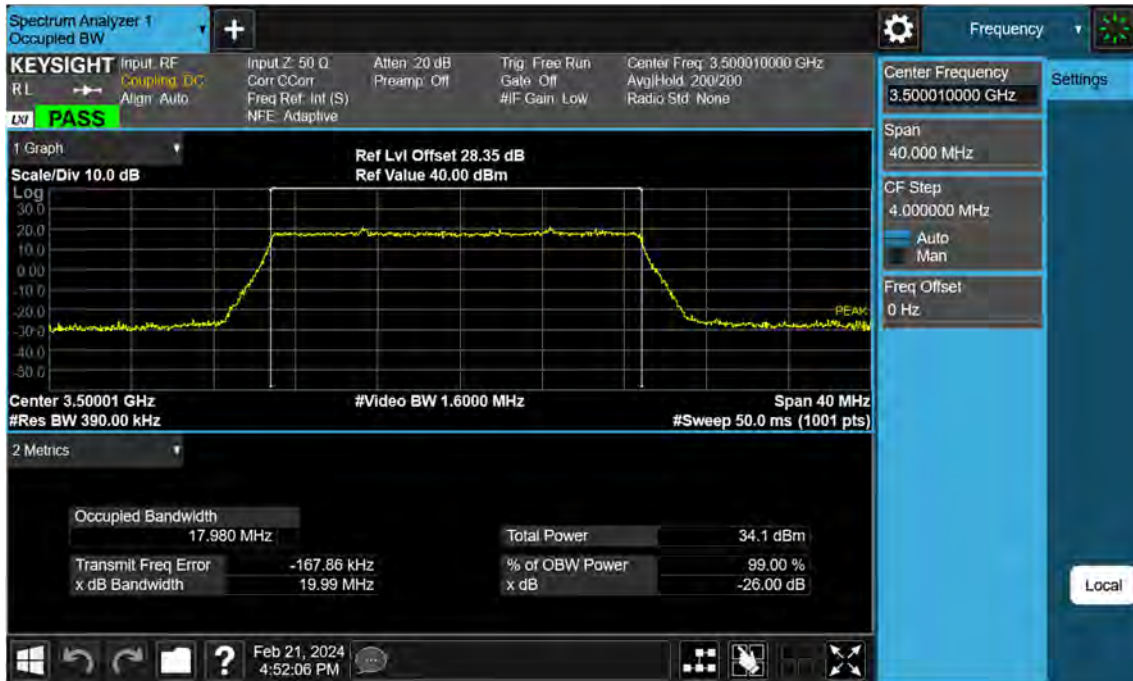 Spectrum Analyzer 1
Occupied BW
+
Frequency
KEYSIGHT
RL
LXI
PASS
Input: RF
Coupling: DC
Align: Auto
Input Z: 50 Ω
Corr CCorr
Freq Ref: Int (S)
NFE: Adaptive
Atten: 20 dB
Preamp: Off
Trig: Free Run
Gate: Off
#IF Gain: Low
Center Freq: 3.500010000 GHz
Avg|Hold: 200/200
Radio Std: None
1 Graph
Scale/Div 10.0 dB
Ref Lvl Offset 28.35 dB
Ref Value 40.00 dBm
Log
30.0
20.0
10.0
0.00
-10.0
-20.0
-30.0
-40.0
-50.0
PEAK
Center 3.50001 GHz
#Video BW 1.6000 MHz
Span 40 MHz
#Res BW 390.00 kHz
#Sweep 50.0 ms (1001 pts)
2 Metrics
Occupied Bandwidth
17.980 MHz
Transmit Freq Error -167.86 kHz
x dB Bandwidth 19.99 MHz
Total Power 34.1 dBm
% of OBW Power 99.00 %
x dB -26.00 dB
Center Frequency
3.500010000 GHz
Span
40.000 MHz
CF Step
4.000000 MHz
Auto
Man
Freq Offset
0 Hz
Settings
Local
?
Feb 21, 2024
4:52:06 PM